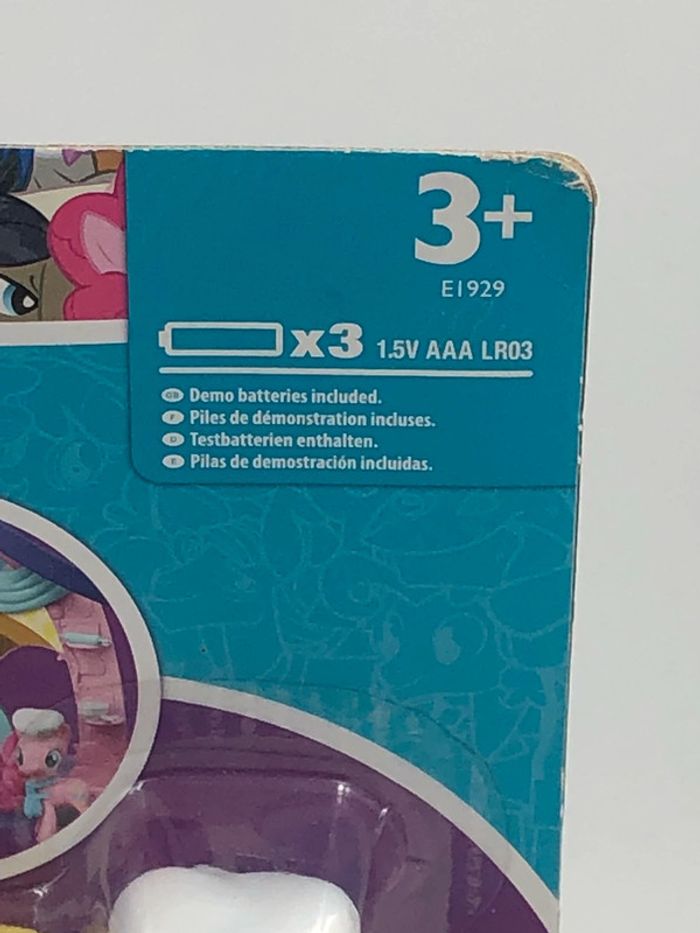 3+
E1929
x3 1.5V AAA LR03
GB Demo batteries included.
F Piles de démonstration incluses.
D Testbatterien enthalten.
E Pilas de demostración incluidas.